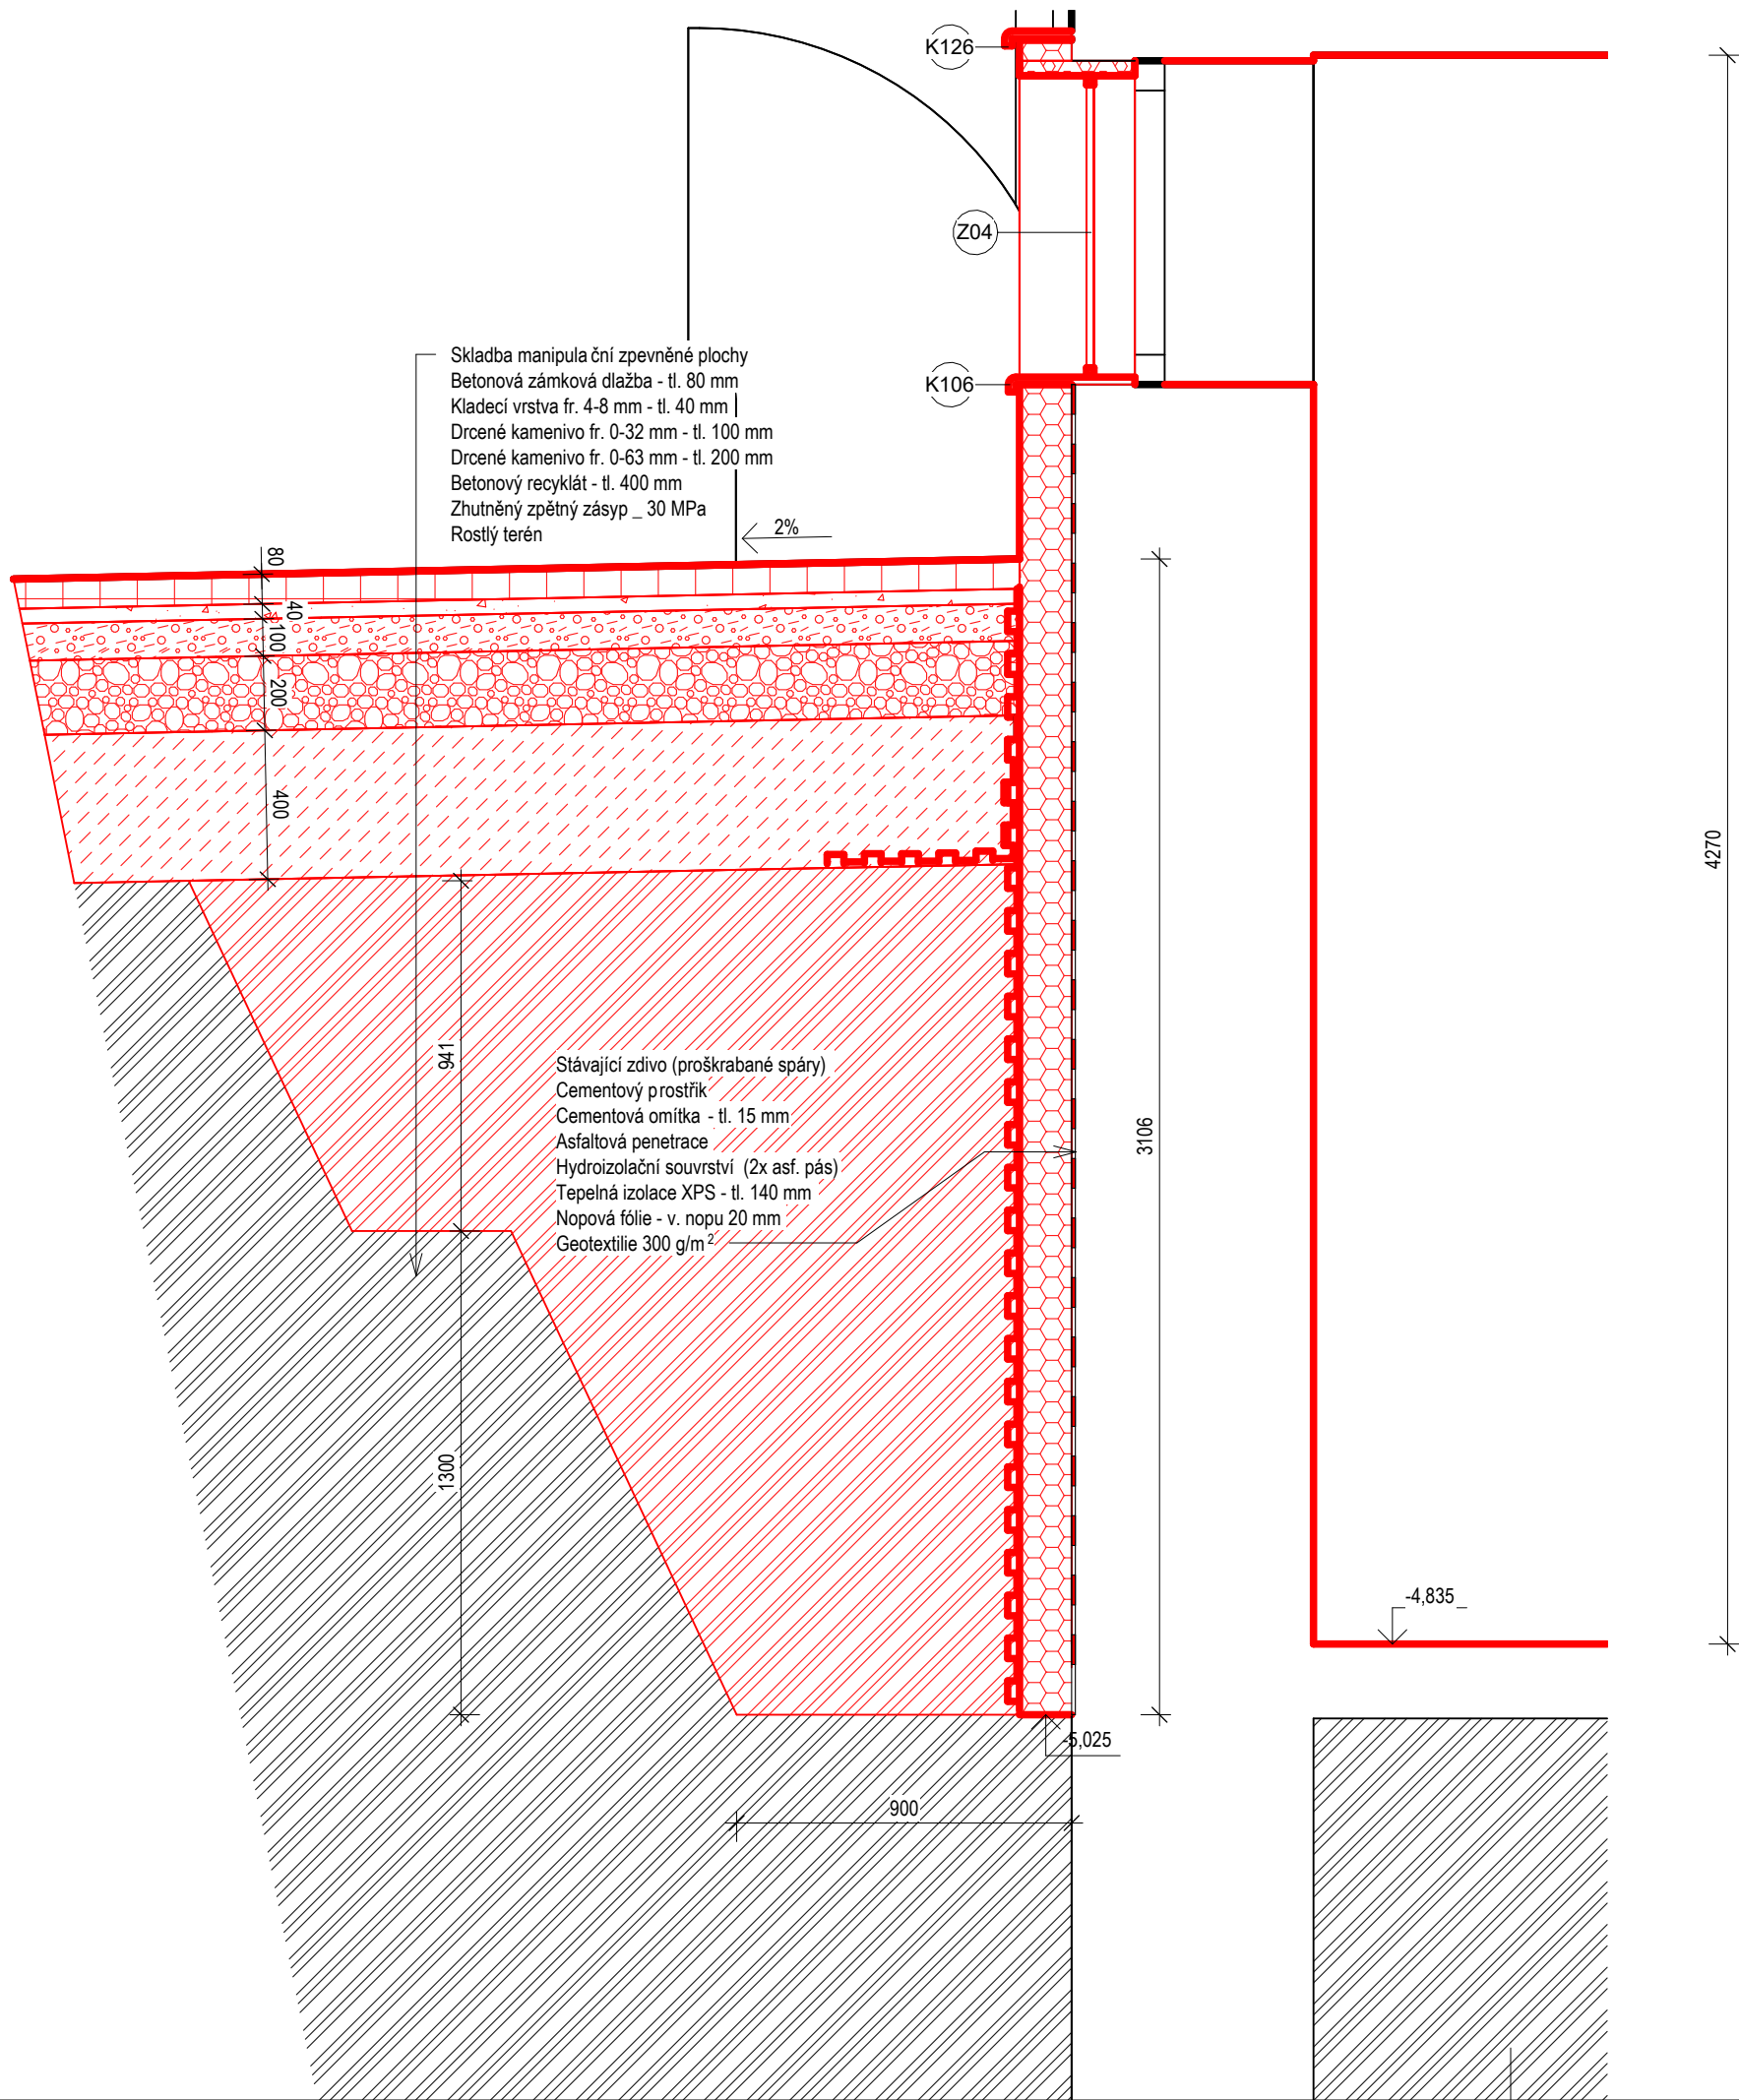 K126
Z04
K106
Skladba manipulační zpevněné plochy
Betonová zámková dlažba - tl. 80 mm
Kladecí vrstva fr. 4-8 mm - tl. 40 mm
Drcené kamenivo fr. 0-32 mm - tl. 100 mm
Drcené kamenivo fr. 0-63 mm - tl. 200 mm
Betonový recyklát - tl. 400 mm
Zhutněný zpětný zásyp _ 30 MPa
Rostlý terén
2%
80
40
100
200
400
4270
941
3106
Stávající zdivo (proškrabané spáry)
Cementový prostřik
Cementová omítka - tl. 15 mm
Asfaltová penetrace
Hydroizolační souvrství (2x asf. pás)
Tepelná izolace XPS - tl. 140 mm
Nopová fólie - v. nopu 20 mm
Geotextilie 300 g/m²
1300
-4,835
-5,025
900